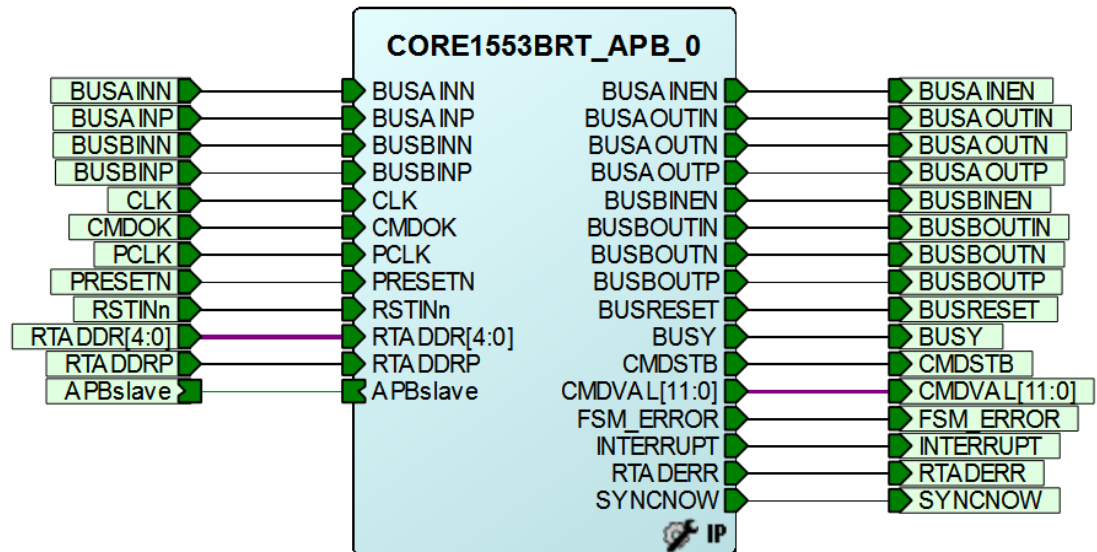 CORE1553BRT_APB_0
BUSAINN BUSAINN BUSAINEN BUSAINEN
BUSAINP BUSAINP BUSAOUTIN BUSAOUTIN
BUSBINN BUSBINN BUSAOUTN BUSAOUTN
BUSBINP BUSBINP BUSAOUTP BUSAOUTP
CLK CLK BUSBINEN BUSBINEN
CMDOK CMDOK BUSBOUTIN BUSBOUTIN
PCLK PCLK BUSBOUTN BUSBOUTN
PRESETN PRESETN BUSBOUTP BUSBOUTP
RSTINn RSTINn BUSRESET BUSRESET
RTADDR[4:0] RTADDR[4:0] BUSY BUSY
RTADDRP RTADDRP CMDSTB CMDSTB
APBslave APBslave CMDVAL[11:0] CMDVAL[11:0]
FSM_ERROR FSM_ERROR
INTERRUPT INTERRUPT
RTADERR RTADERR
SYNCNOW SYNCNOW
IP